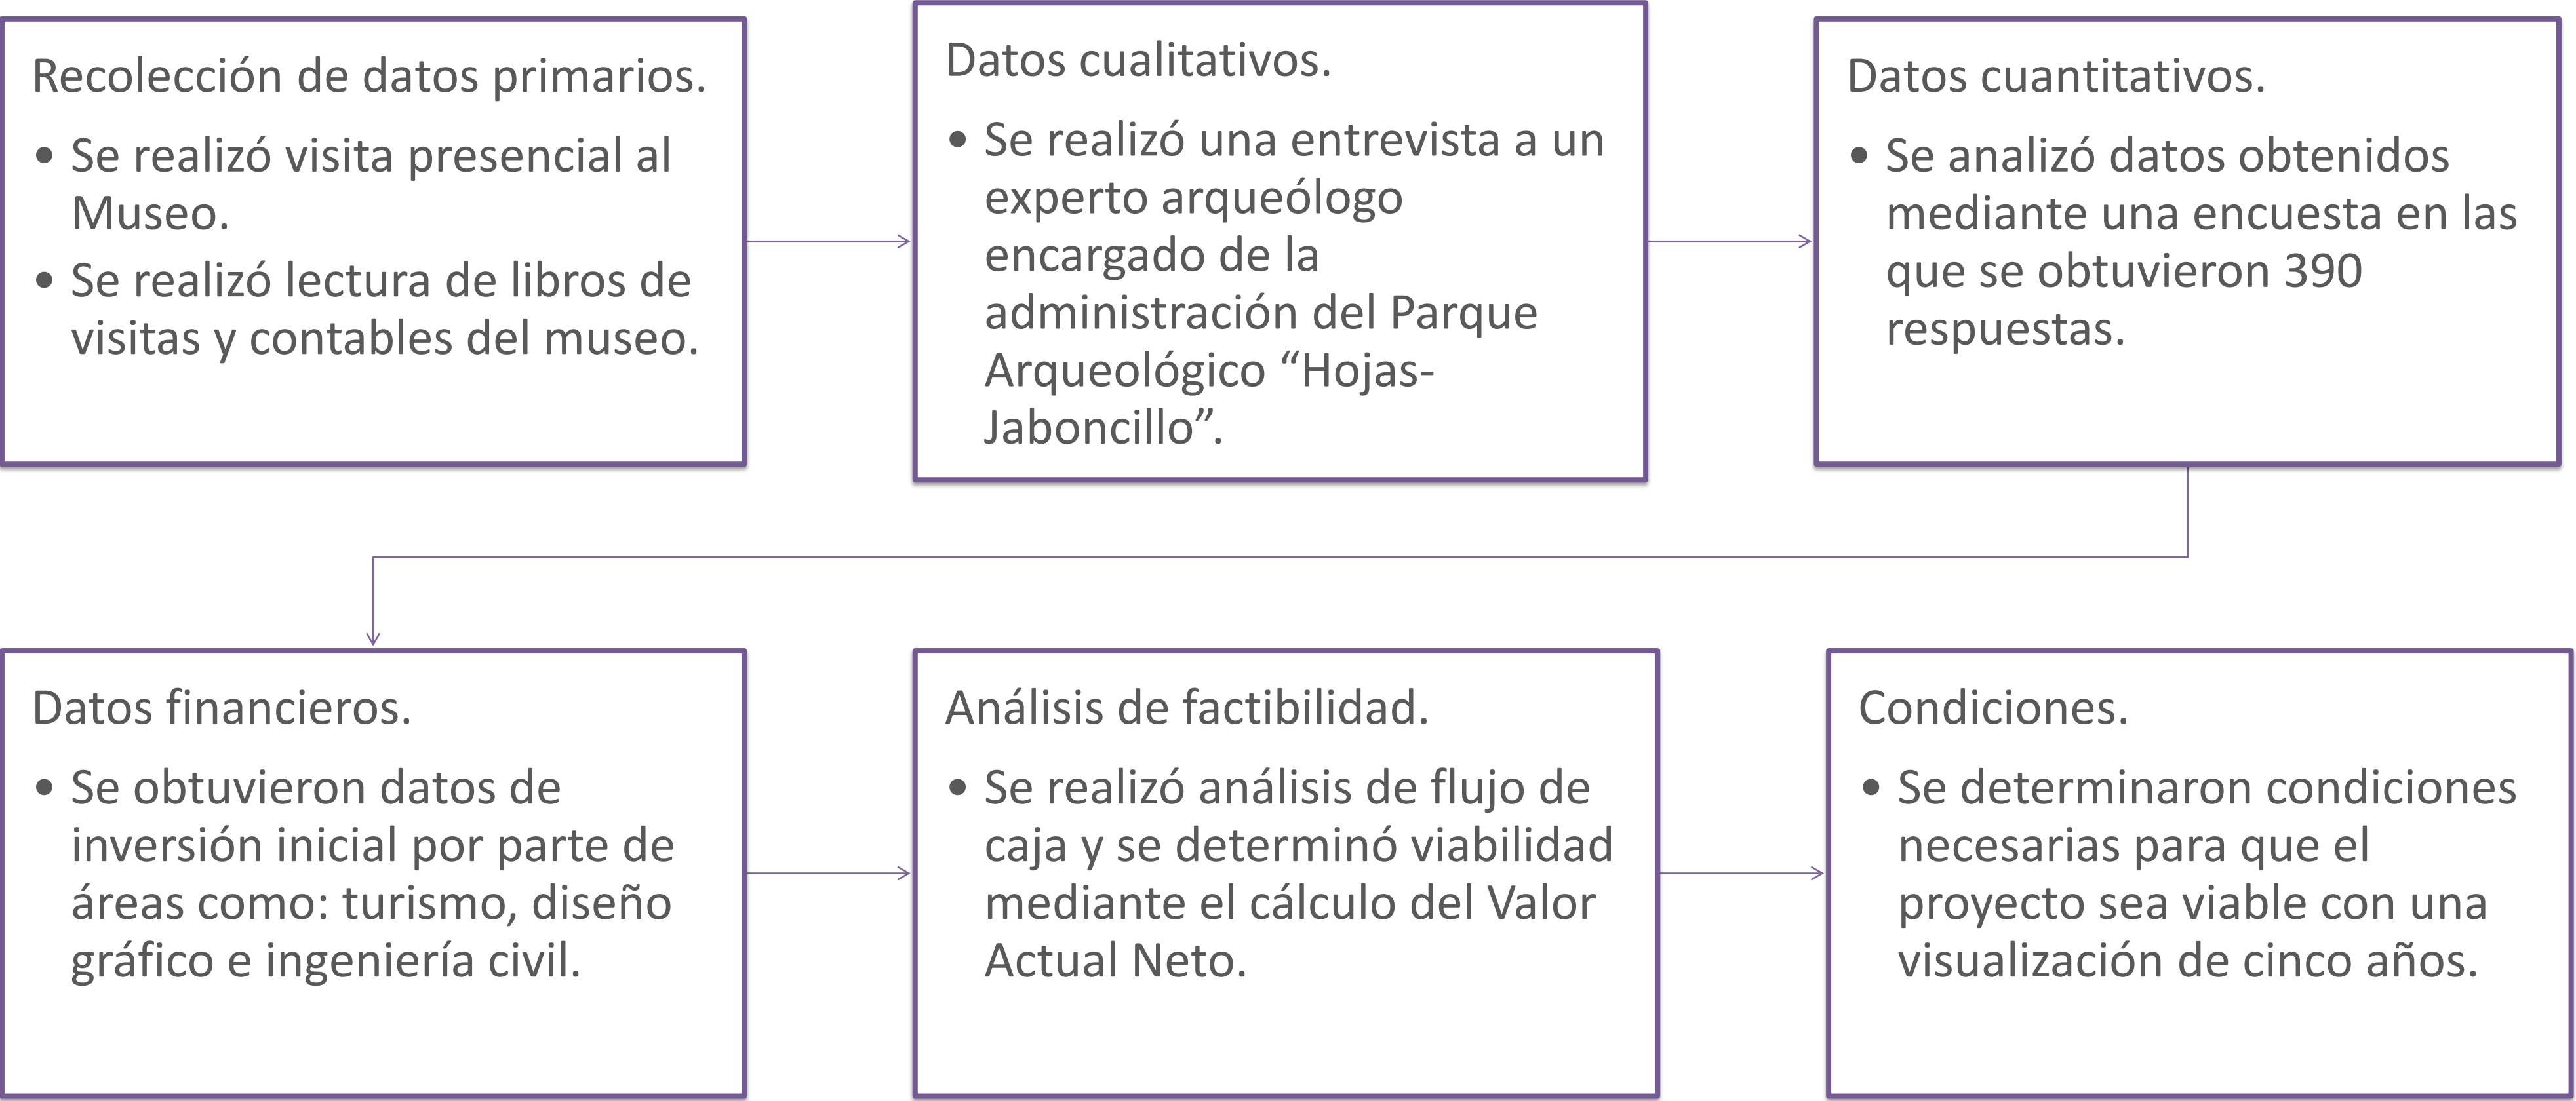 Recolección de datos primarios.
• Se realizó visita presencial al
Museo.
• Se realizó lectura de libros de
visitas y contables del museo.
Datos cualitativos.
• Se realizó una entrevista a un
experto arqueólogo
encargado de la
administración del Parque
Arqueológico “Hojas-
Jaboncillo”.
Datos cuantitativos.
• Se analizó datos obtenidos
mediante una encuesta en las
que se obtuvieron 390
respuestas.
Datos financieros.
• Se obtuvieron datos de
inversión inicial por parte de
áreas como: turismo, diseño
gráfico e ingeniería civil.
Análisis de factibilidad.
• Se realizó análisis de flujo de
caja y se determinó viabilidad
mediante el cálculo del Valor
Actual Neto.
Condiciones.
• Se determinaron condiciones
necesarias para que el
proyecto sea viable con una
visualización de cinco años.